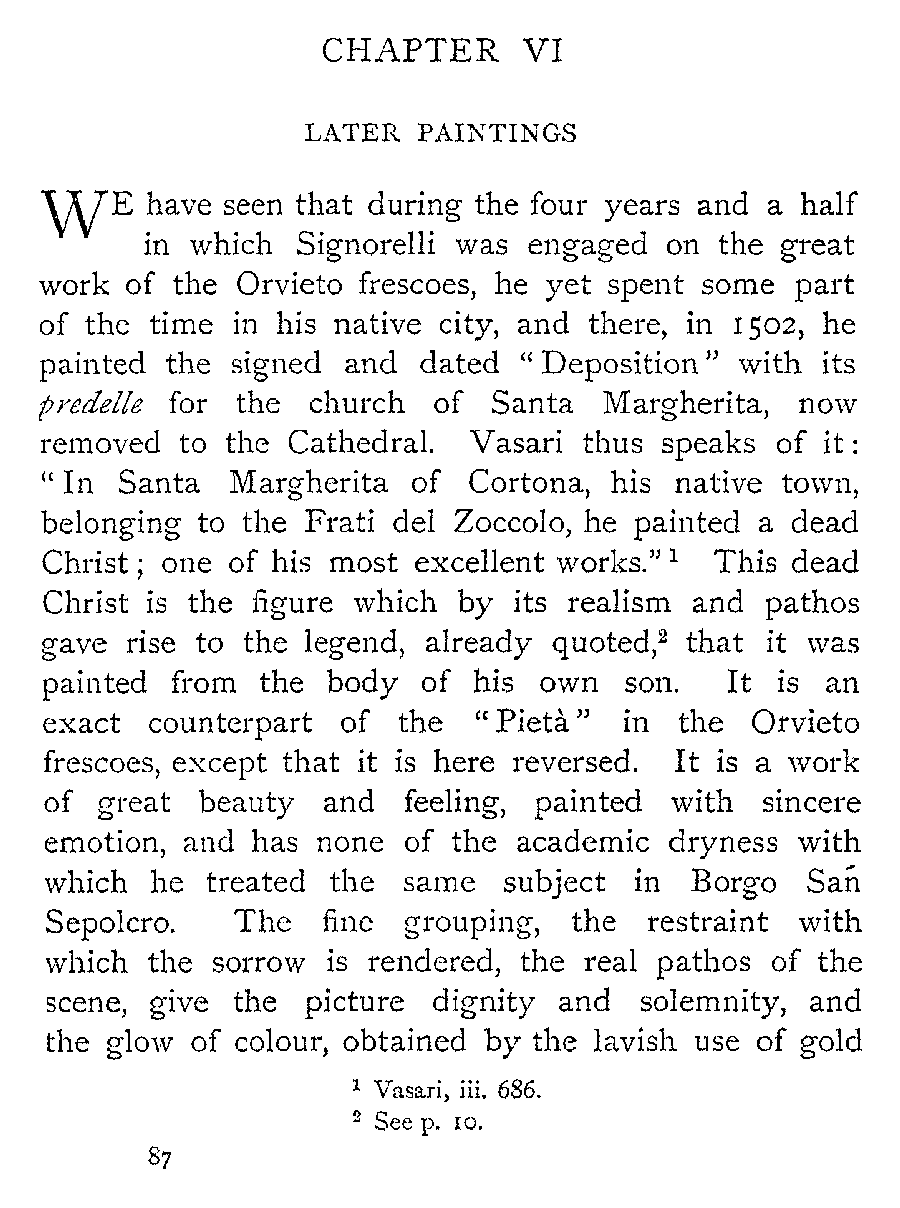 CHAPTER VI
LATER PAINTINGS
WE have seen that during the four years and a half
in which Signorelli was engaged on the great
work of the Orvieto frescoes, he yet spent some part
of the time in his native city, and there, in 1502, he
painted the signed and dated “Deposition” with its
predelle for the church of Santa Margherita, now
removed to the Cathedral. Vasari thus speaks of it:
“In Santa Margherita of Cortona, his native town,
belonging to the Frati del Zoccolo, he painted a dead
Christ; one of his most excellent works.”¹ This dead
Christ is the figure which by its realism and pathos
gave rise to the legend, already quoted,² that it was
painted from the body of his own son. It is an
exact counterpart of the “Pietà” in the Orvieto
frescoes, except that it is here reversed. It is a work
of great beauty and feeling, painted with sincere
emotion, and has none of the academic dryness with
which he treated the same subject in Borgo San
Sepolcro. The fine grouping, the restraint with
which the sorrow is rendered, the real pathos of the
scene, give the picture dignity and solemnity, and
the glow of colour, obtained by the lavish use of gold
¹ Vasari, iii. 686.
² See p. 10.
87